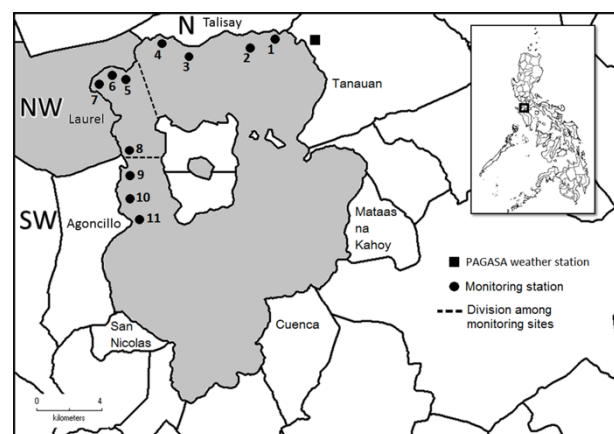 N Talisay
4
3
2
1
Tanauan
NW
7
6
5
Laurel
8
9
10
11
SW
Agoncillo
Mataas
na
Kahoy
San
Nicolas
Cuenca
PAGASA weather station
Monitoring station
Division among
monitoring sites
0 4
kilometers